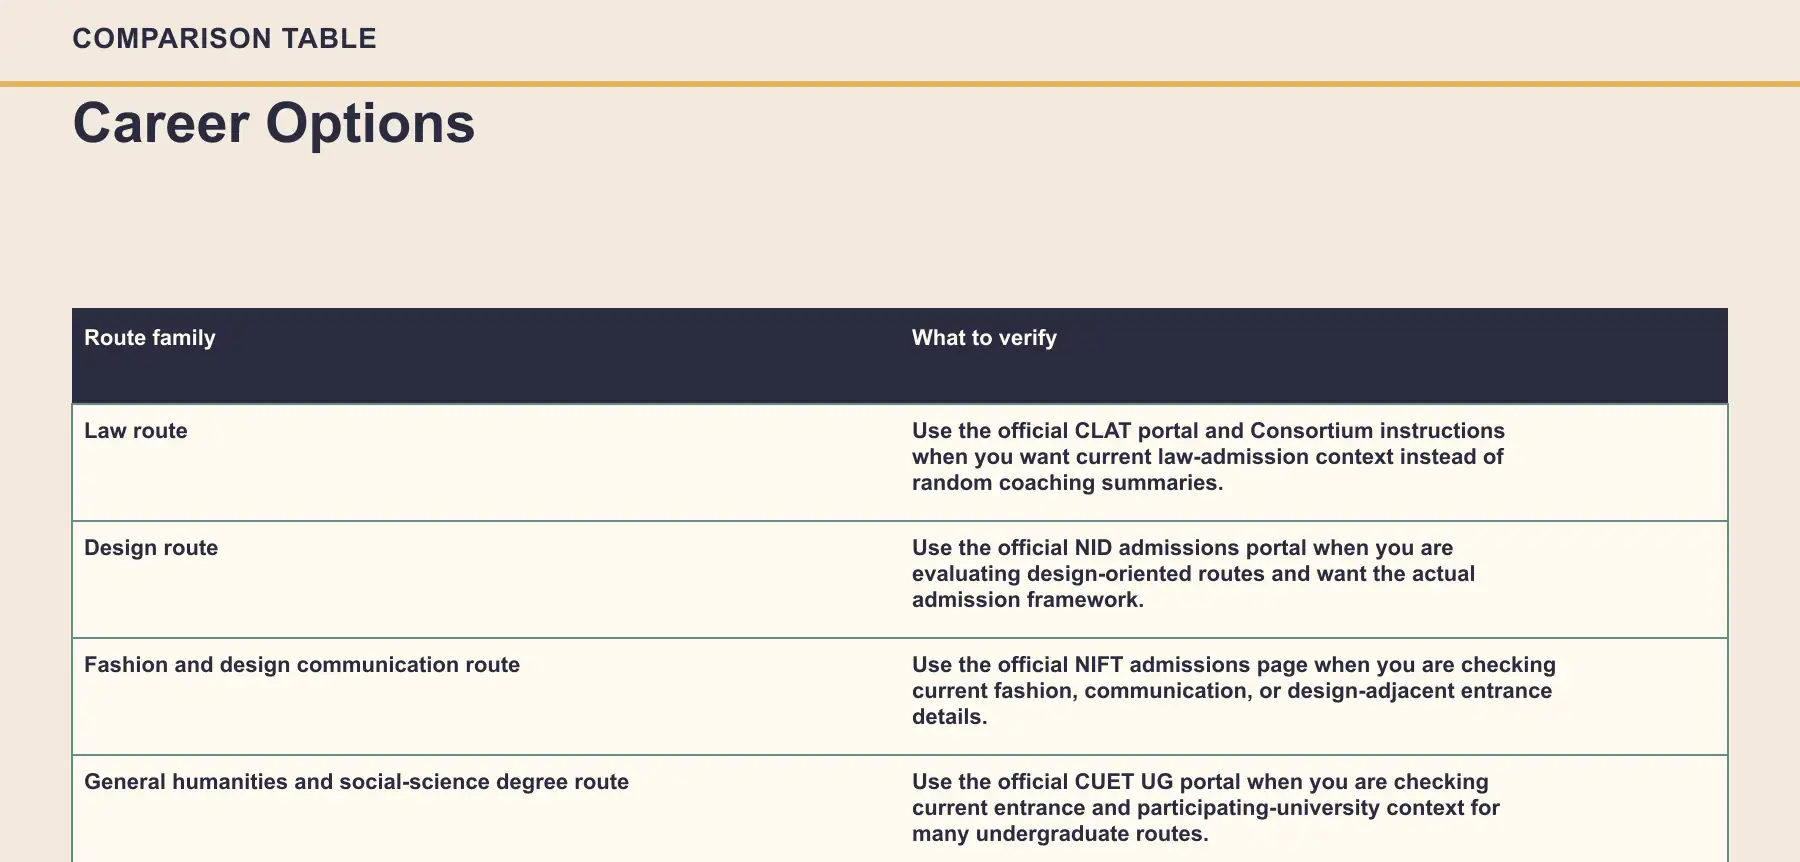 COMPARISON TABLE
Career Options
Route family
What to verify
Law route
Use the official CLAT portal and Consortium instructions
when you want current law-admission context instead of
random coaching summaries.
Design route
Use the official NID admissions portal when you are
evaluating design-oriented routes and want the actual
admission framework.
Fashion and design communication route
Use the official NIFT admissions page when you are checking
current fashion, communication, or design-adjacent entrance
details.
General humanities and social-science degree route
Use the official CUET UG portal when you are checking
current entrance and participating-university context for
many undergraduate routes.